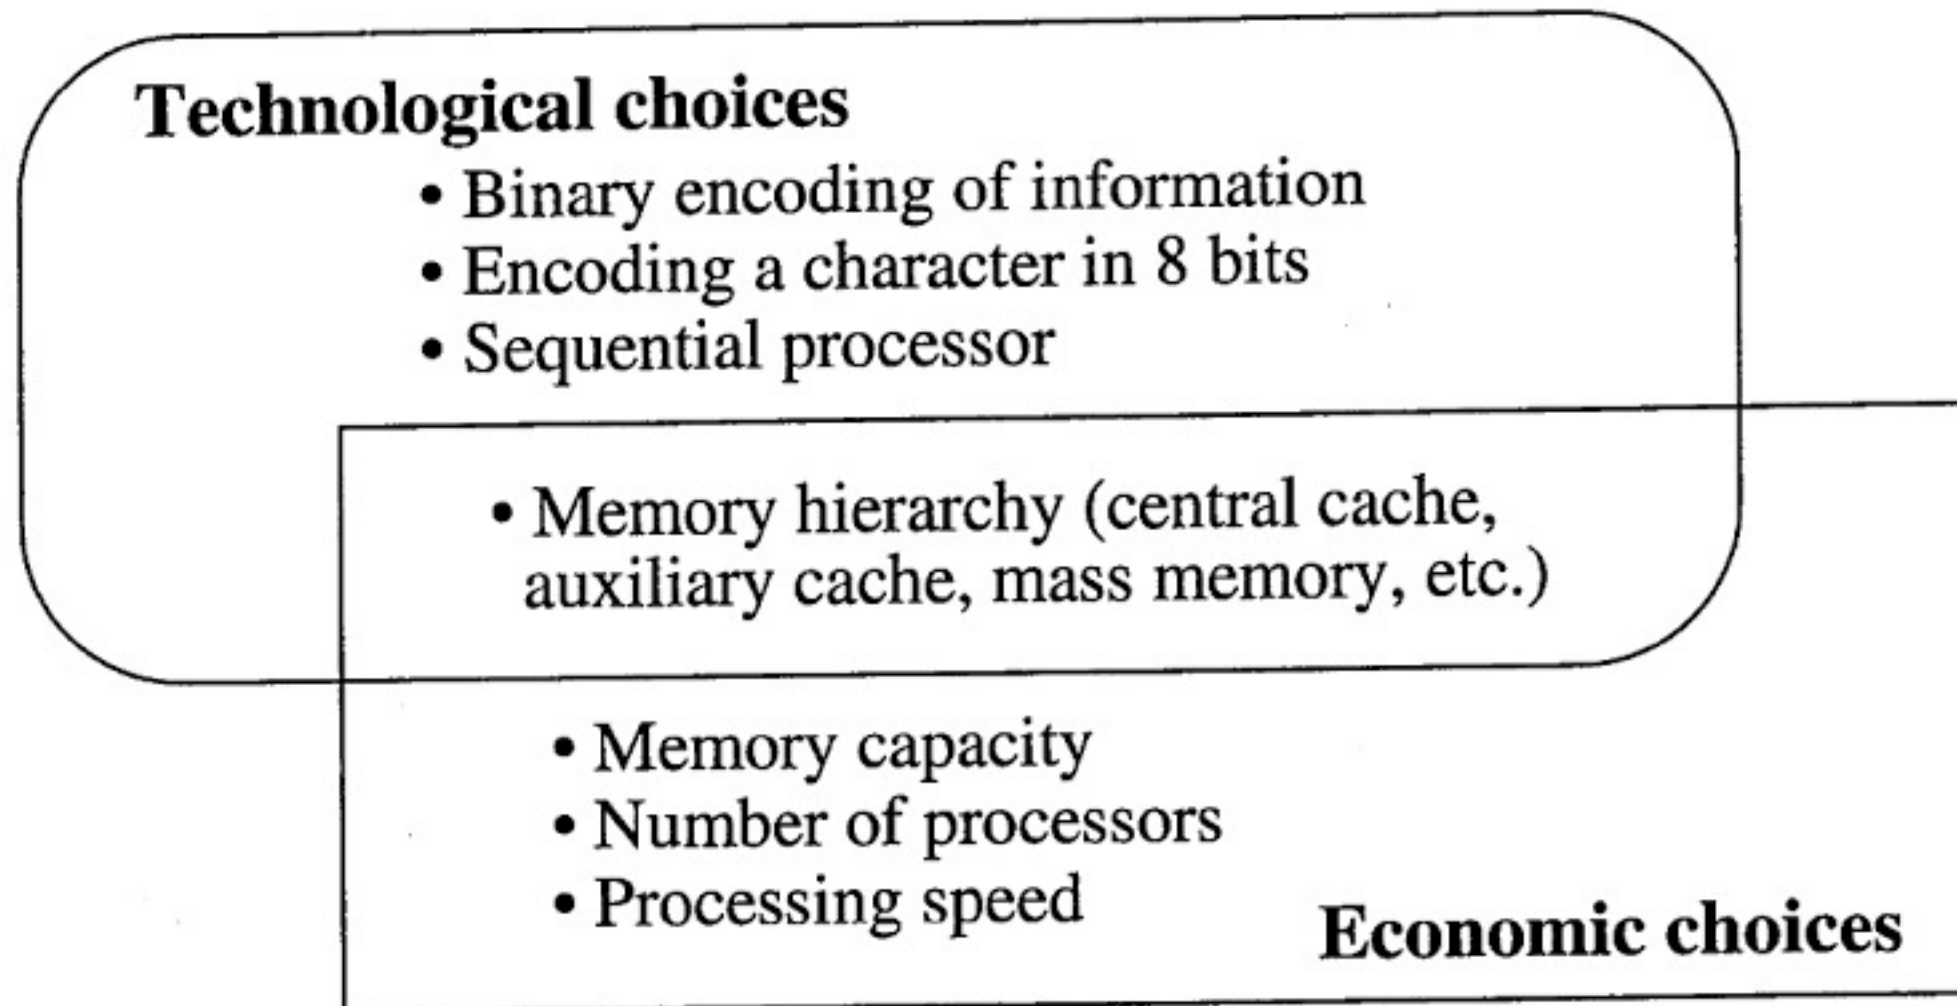 Technological choices
• Binary encoding of information
• Encoding a character in 8 bits
• Sequential processor
• Memory hierarchy (central cache,
auxiliary cache, mass memory, etc.)
• Memory capacity
• Number of processors
• Processing speed
Economic choices